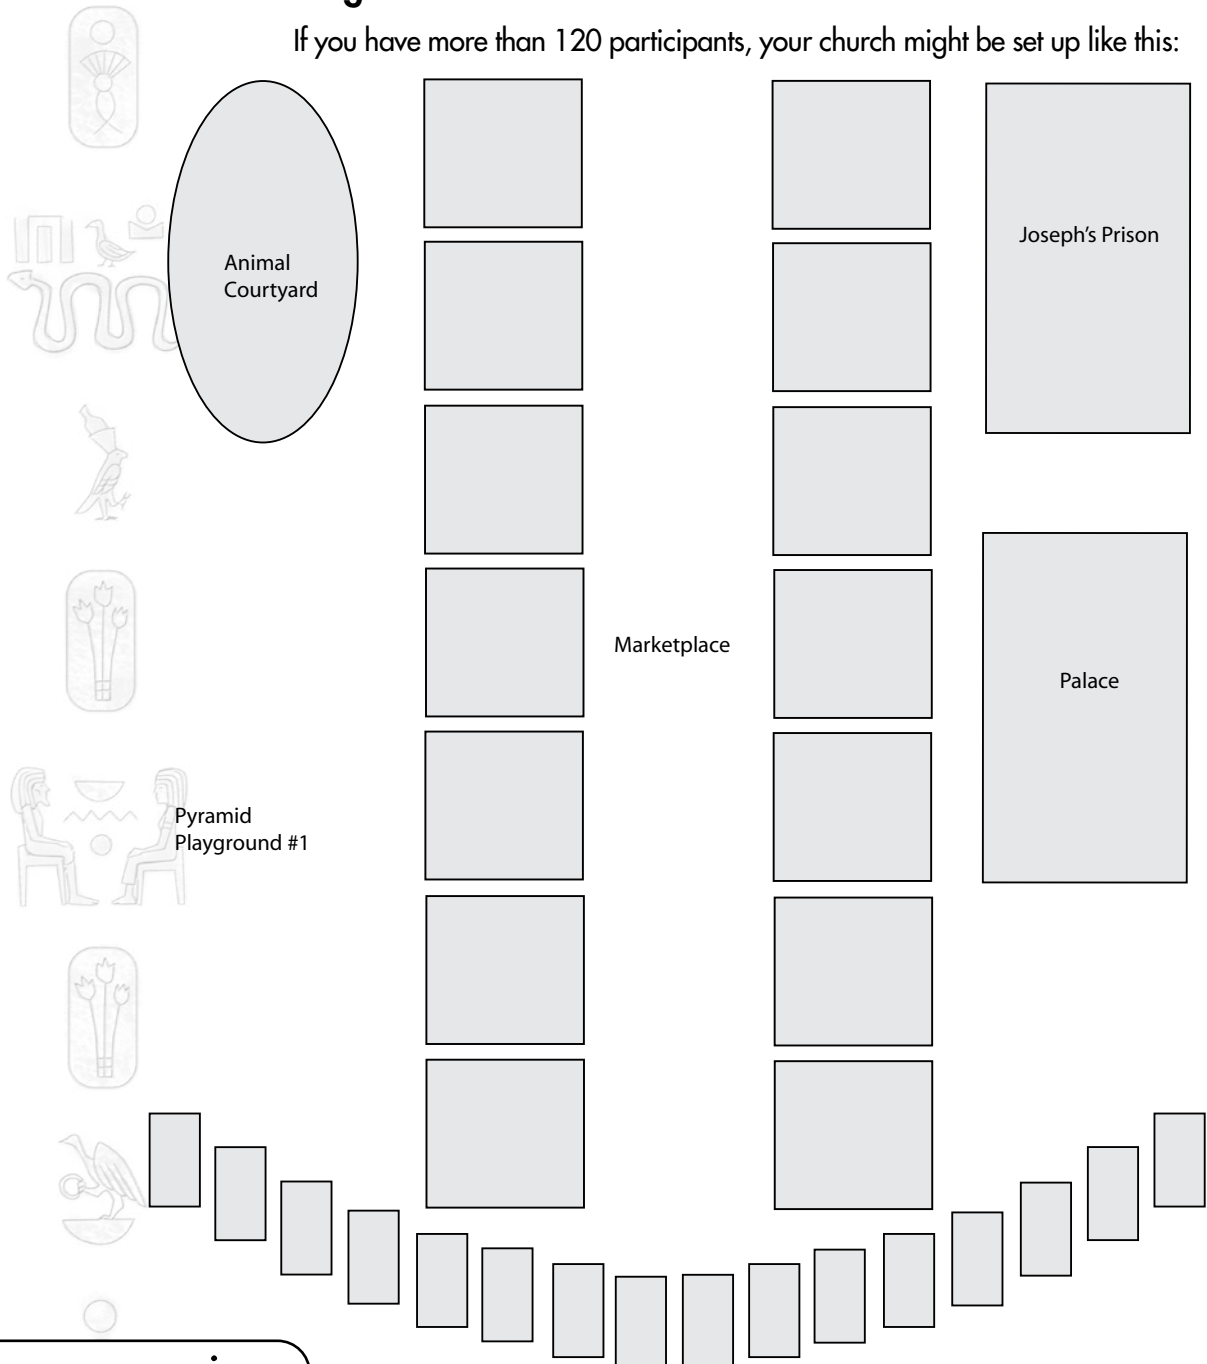 If you have more than 120 participants, your church might be set up like this:
Animal
Courtyard
Joseph's Prison
Marketplace
Palace
Pyramid
Playground #1